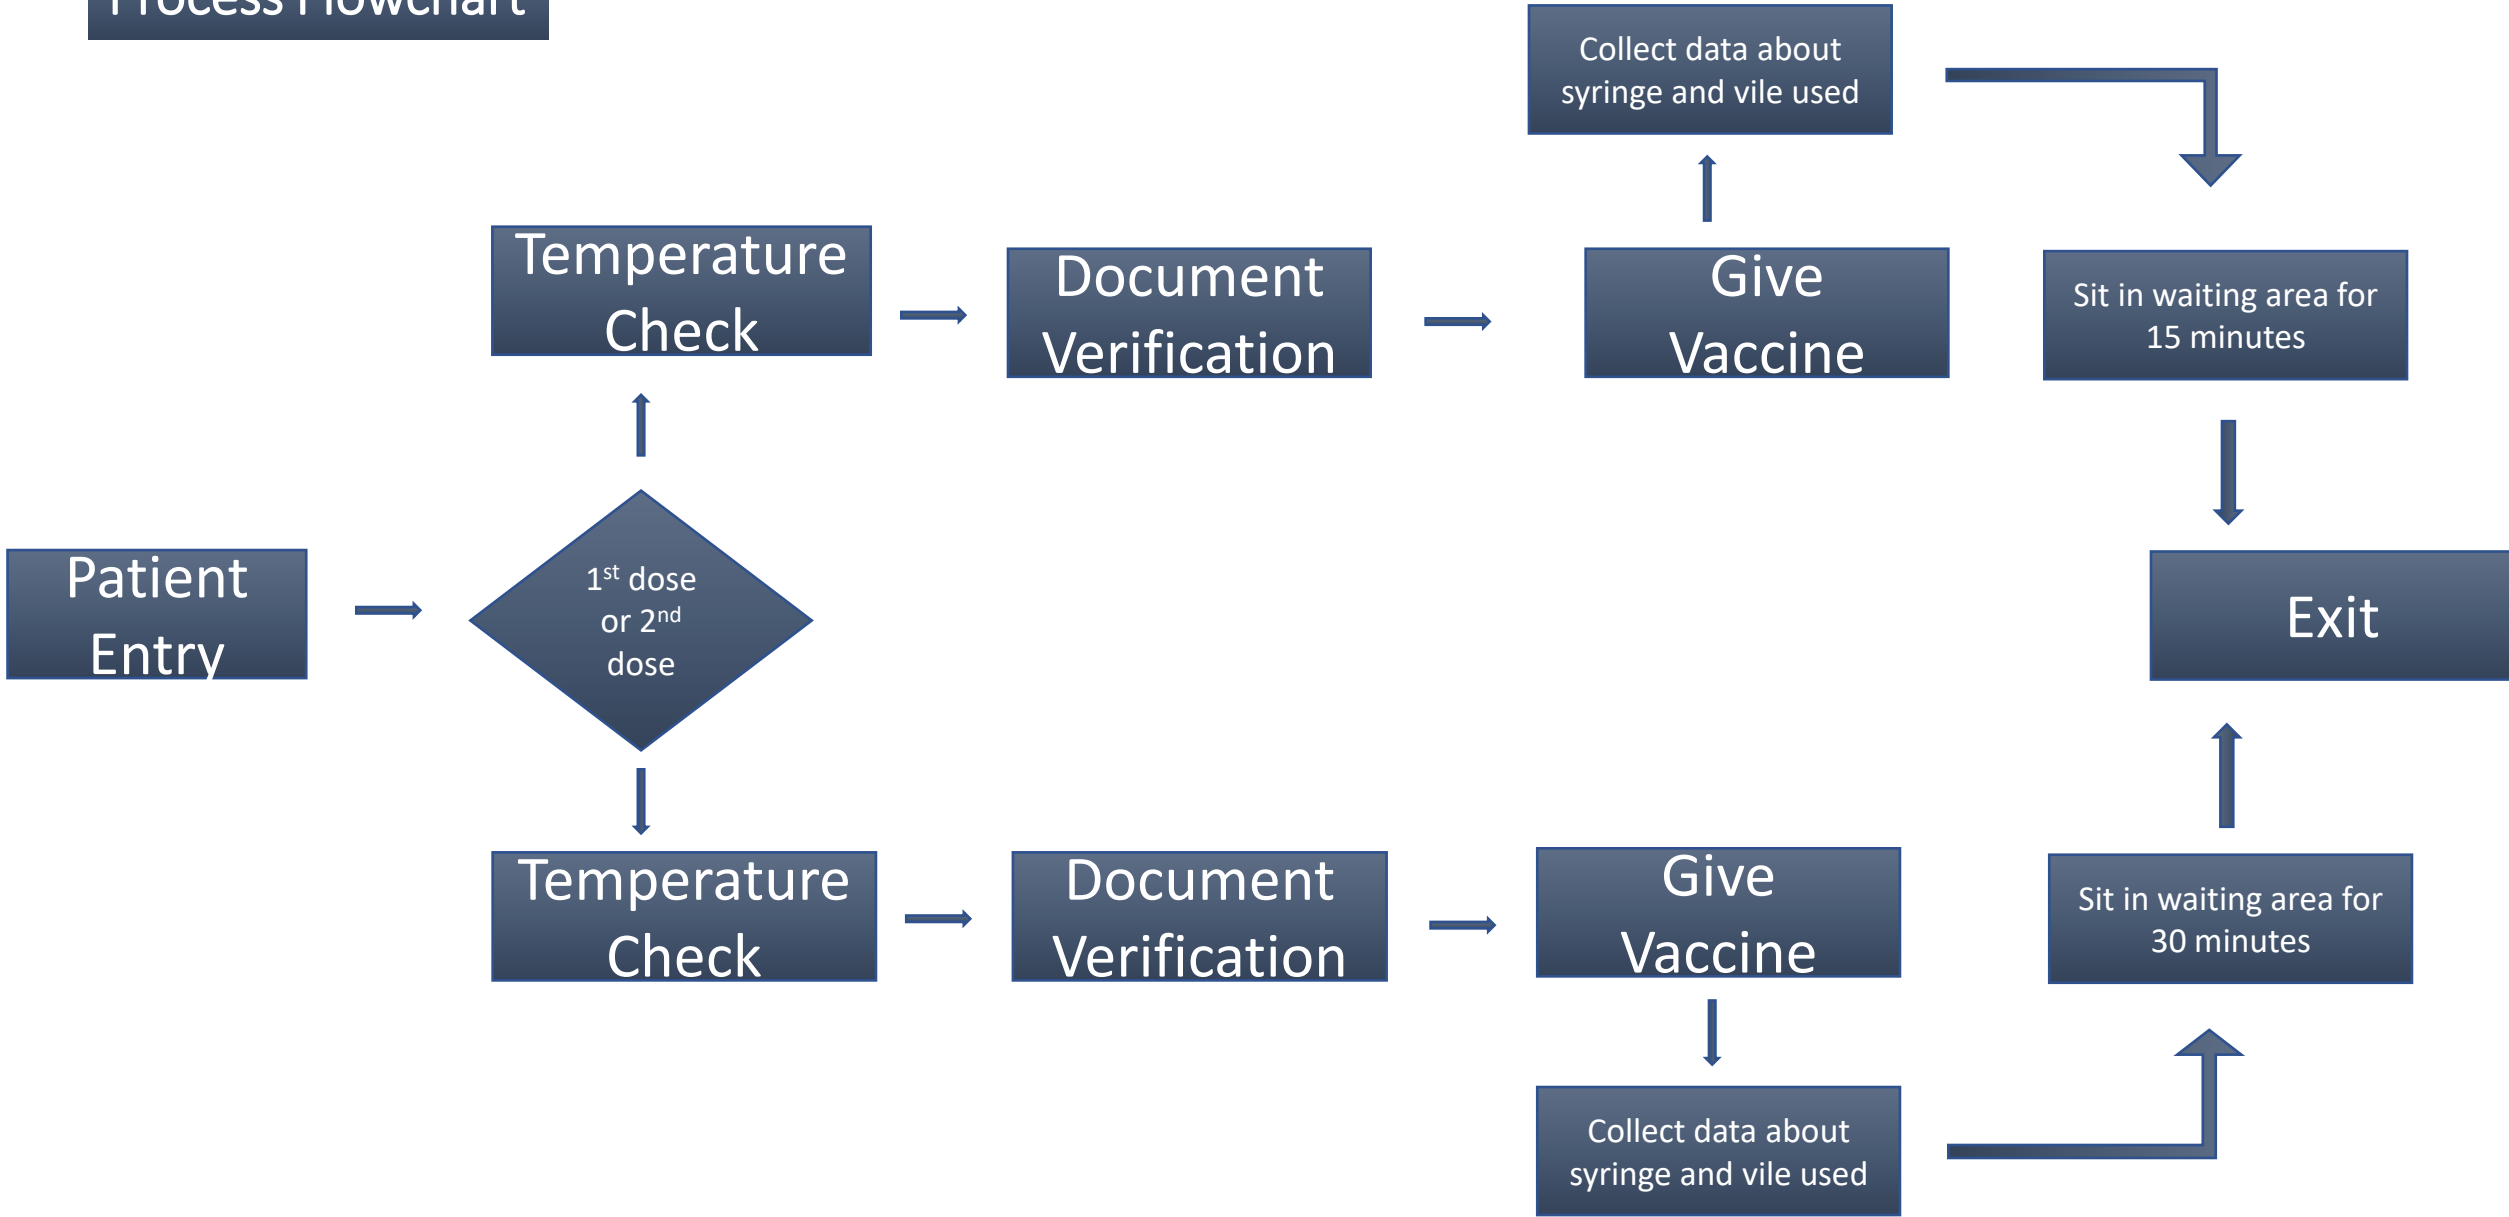 Process Flowchart
Collect data about
syringe and vile used
Temperature
Check
Document
Verification
Give
Vaccine
Sit in waiting area for
15 minutes
Patient
Entry
1st dose
or 2nd
dose
Exit
Temperature
Check
Document
Verification
Give
Vaccine
Sit in waiting area for
30 minutes
Collect data about
syringe and vile used